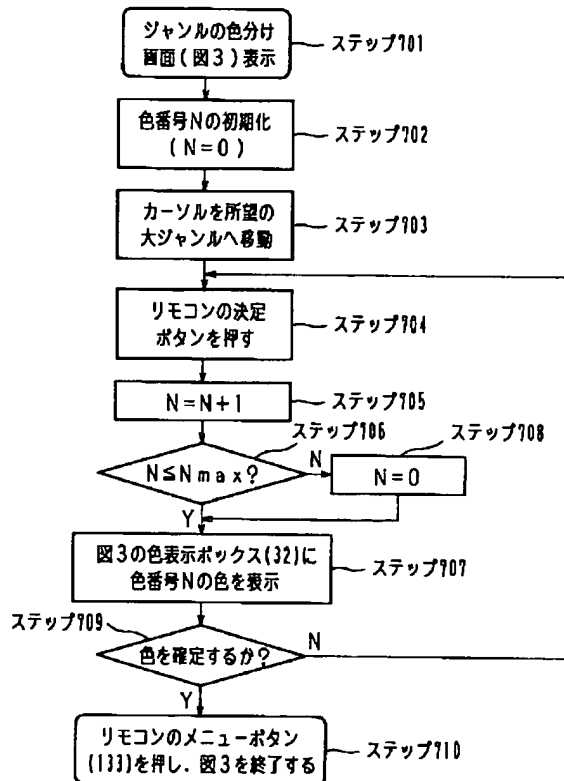 ジャンルの色分け
画面(図3)表示
ステップ701
色番号Nの初期化
(N=0)
ステップ702
カーソルを所望の
大ジャンルへ移動
ステップ703
リモコンの決定
ボタンを押す
ステップ704
N=N+1
ステップ705
ステップ706
N≦Nmax?
N
ステップ708
N=0
Y
図3の色表示ボックス(32)に
色番号Nの色を表示
ステップ707
ステップ709
色を確定するか?
N
Y
リモコンのメニューボタン
(133)を押し、図3を終了する
ステップ710